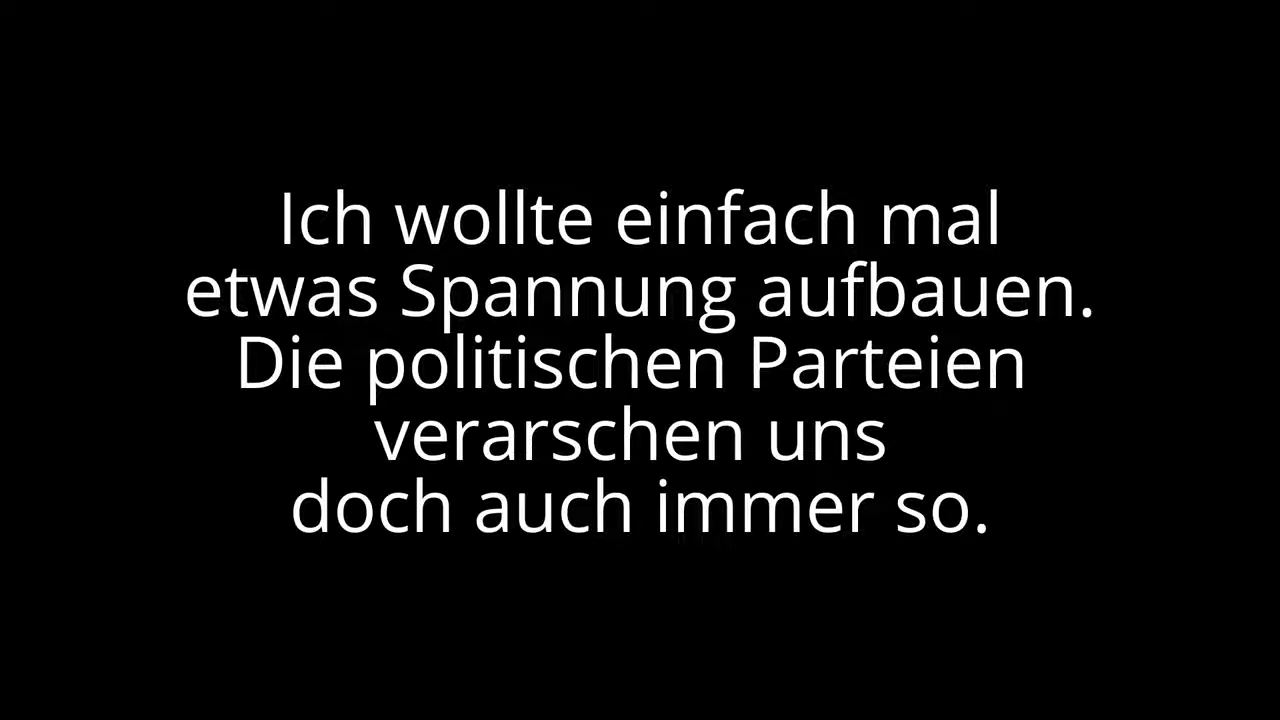 Ich wollte einfach mal
etwas Spannung aufbauen.
Die politischen Parteien
verarschen uns
doch auch immer so.